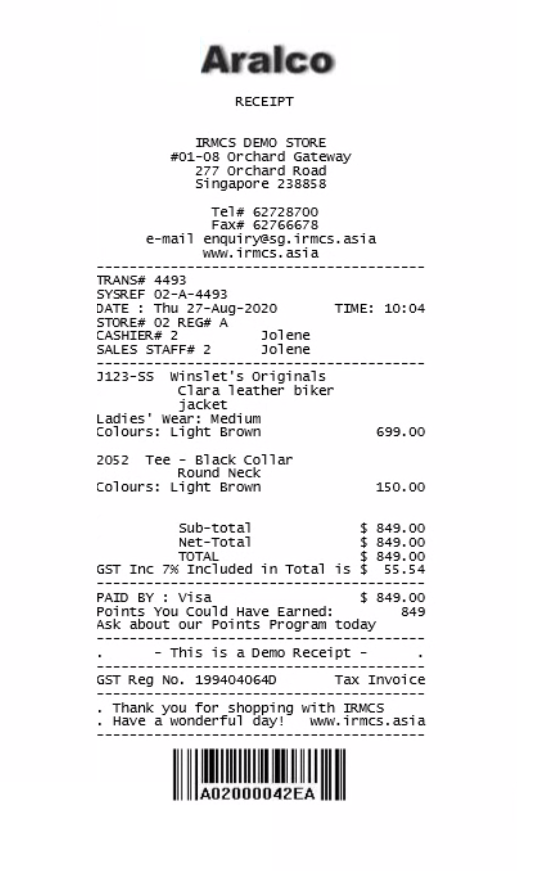 Aralco
RECEIPT
IRMCS DEMO STORE
#01-08 Orchard Gateway
277 Orchard Road
Singapore 238858
Tel# 62728700
Fax# 62766678
e-mail enquiry@sg.irmcs.asia
www.irmcs.asia
----------------------------------------
TRANS# 4493
SYSREF 02-A-4493
DATE : Thu 27-Aug-2020 TIME: 10:04
STORE# 02 REG# A
CASHIER# 2 Jolene
SALES STAFF# 2 Jolene
----------------------------------------
J123-SS Winslet's Originals
Clara leather biker
jacket
Ladies' Wear: Medium
Colours: Light Brown 699.00
2052 Tee - Black Collar
Round Neck
Colours: Light Brown 150.00
Sub-total $ 849.00
Net-Total $ 849.00
TOTAL $ 849.00
GST Inc 7% Included in Total is $ 55.54
----------------------------------------
PAID BY : Visa $ 849.00
Points You Could Have Earned: 849
Ask about our Points Program today
----------------------------------------
. - This is a Demo Receipt - .
----------------------------------------
GST Reg No. 199404064D Tax Invoice
----------------------------------------
. Thank you for shopping with IRMCS
. Have a wonderful day! www.irmcs.asia
----------------------------------------
A02000042EA